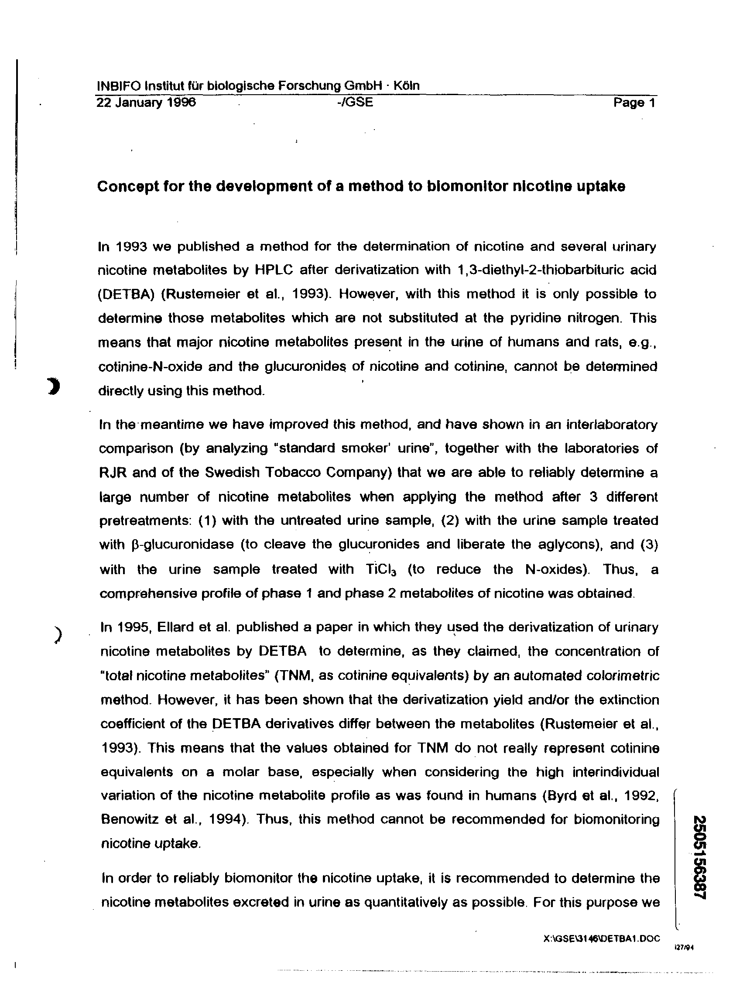 INBIFO Institut für biologische Forschung GmbH · Köln
22 January 1996 -/GSE Page 1
Concept for the development of a method to biomonitor nicotine uptake
In 1993 we published a method for the determination of nicotine and several urinary
nicotine metabolites by HPLC after derivatization with 1,3-diethyl-2-thiobarbituric acid
(DETBA) (Rustemeier et al., 1993). However, with this method it is only possible to
determine those metabolites which are not substituted at the pyridine nitrogen. This
means that major nicotine metabolites present in the urine of humans and rats, e.g.,
cotinine-N-oxide and the glucuronides of nicotine and cotinine, cannot be determined
directly using this method.
In the meantime we have improved this method, and have shown in an interlaboratory
comparison (by analyzing "standard smoker' urine", together with the laboratories of
RJR and of the Swedish Tobacco Company) that we are able to reliably determine a
large number of nicotine metabolites when applying the method after 3 different
pretreatments: (1) with the untreated urine sample, (2) with the urine sample treated
with β-glucuronidase (to cleave the glucuronides and liberate the aglycons), and (3)
with the urine sample treated with TiCl₃ (to reduce the N-oxides). Thus, a
comprehensive profile of phase 1 and phase 2 metabolites of nicotine was obtained.
In 1995, Ellard et al. published a paper in which they used the derivatization of urinary
nicotine metabolites by DETBA to determine, as they claimed, the concentration of
"total nicotine metabolites" (TNM, as cotinine equivalents) by an automated colorimetric
method. However, it has been shown that the derivatization yield and/or the extinction
coefficient of the DETBA derivatives differ between the metabolites (Rustemeier et al.,
1993). This means that the values obtained for TNM do not really represent cotinine
equivalents on a molar base, especially when considering the high interindividual
variation of the nicotine metabolite profile as was found in humans (Byrd et al., 1992,
Benowitz et al., 1994). Thus, this method cannot be recommended for biomonitoring
nicotine uptake.
In order to reliably biomonitor the nicotine uptake, it is recommended to determine the
nicotine metabolites excreted in urine as quantitatively as possible. For this purpose we
2505156387
X:\GSE\3146\DETBA1.DOC